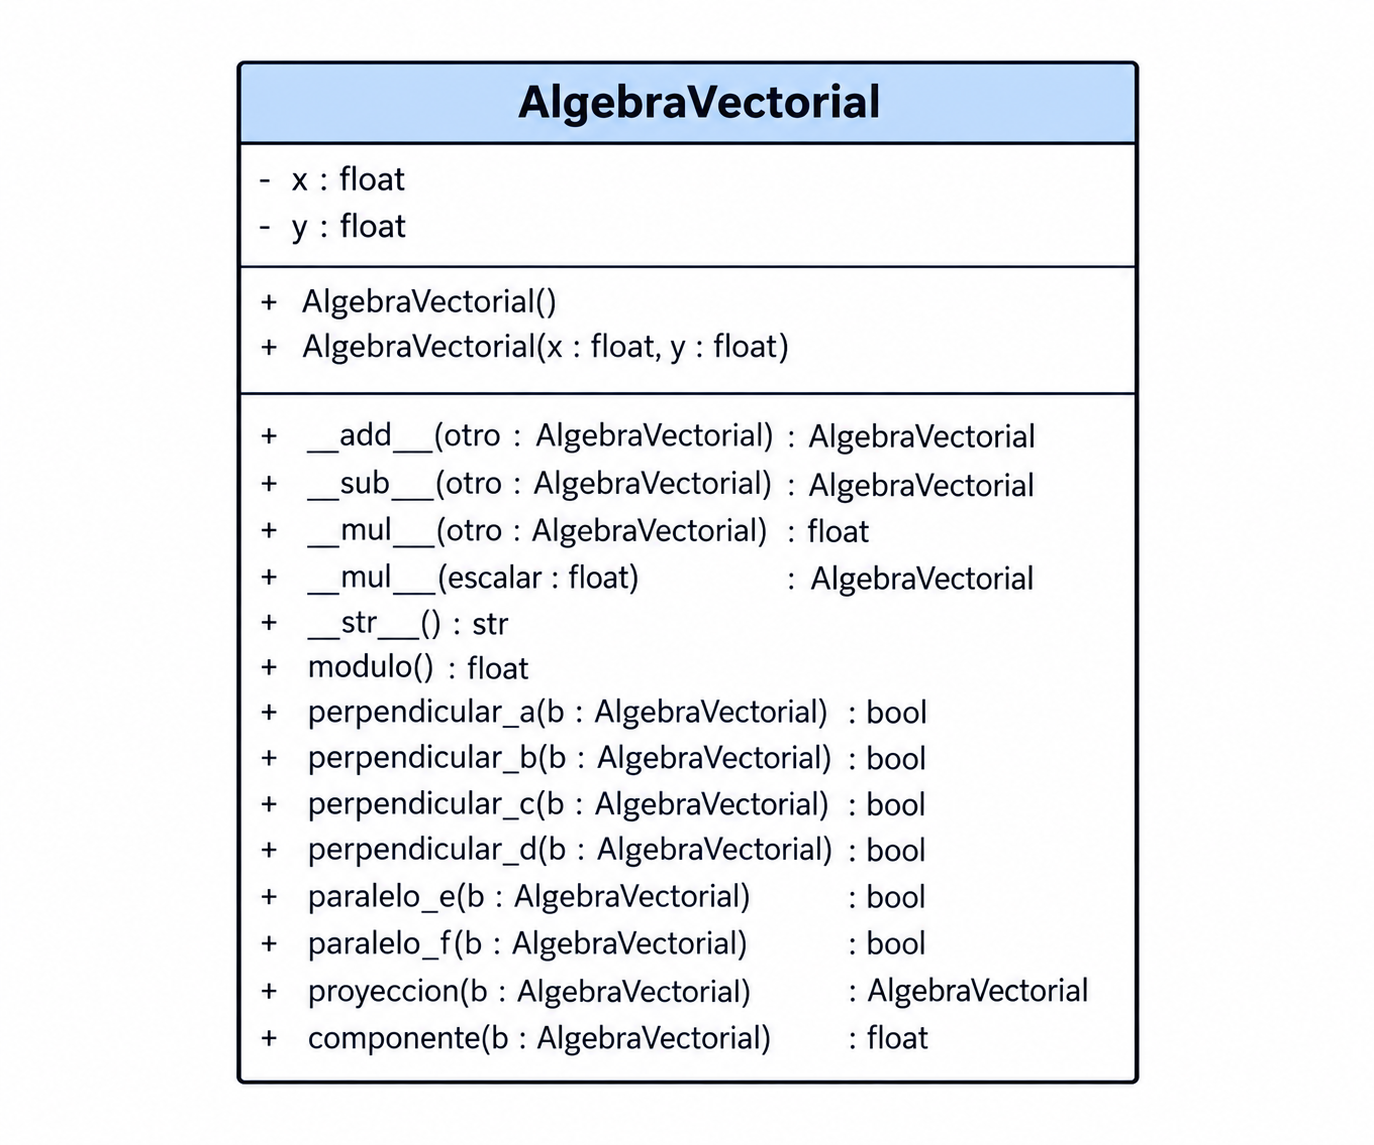 AlgebraVectorial
- x : float
- y : float
+ AlgebraVectorial()
+ AlgebraVectorial(x : float, y : float)
+ __add__(otro : AlgebraVectorial) : AlgebraVectorial
+ __sub__(otro : AlgebraVectorial) : AlgebraVectorial
+ __mul__(otro : AlgebraVectorial) : float
+ __mul__(escalar : float) : AlgebraVectorial
+ __str__() : str
+ modulo() : float
+ perpendicular_a(b : AlgebraVectorial) : bool
+ perpendicular_b(b : AlgebraVectorial) : bool
+ perpendicular_c(b : AlgebraVectorial) : bool
+ perpendicular_d(b : AlgebraVectorial) : bool
+ paralelo_e(b : AlgebraVectorial) : bool
+ paralelo_f(b : AlgebraVectorial) : bool
+ proyeccion(b : AlgebraVectorial) : AlgebraVectorial
+ componente(b : AlgebraVectorial) : float